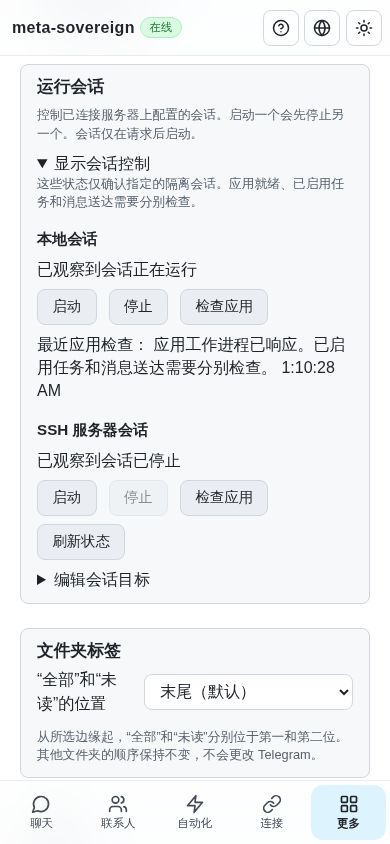 meta-sovereign 在线
运行会话
控制已连接服务器上配置的会话。启动一个会先停止另
一个。会话仅在请求后启动。
▼ 显示会话控制
这些状态仅确认指定的隔离会话。应用就绪、已启用任
务和消息送达需要分别检查。
本地会话
已观察到会话正在运行
启动 停止 检查应用
最近应用检查： 应用工作进程已响应。已启
用任务和消息送达需要分别检查。 1:10:28
AM
SSH 服务器会话
已观察到会话已停止
启动 停止 检查应用
刷新状态
▶ 编辑会话目标
文件夹标签
“全部”和“未
读”的位置
末尾（默认）
从所选边缘起，“全部”和“未读”分别位于第一和第二位。
其他文件夹的顺序保持不变，不会更改 Telegram。
聊天 联系人 自动化 连接 更多